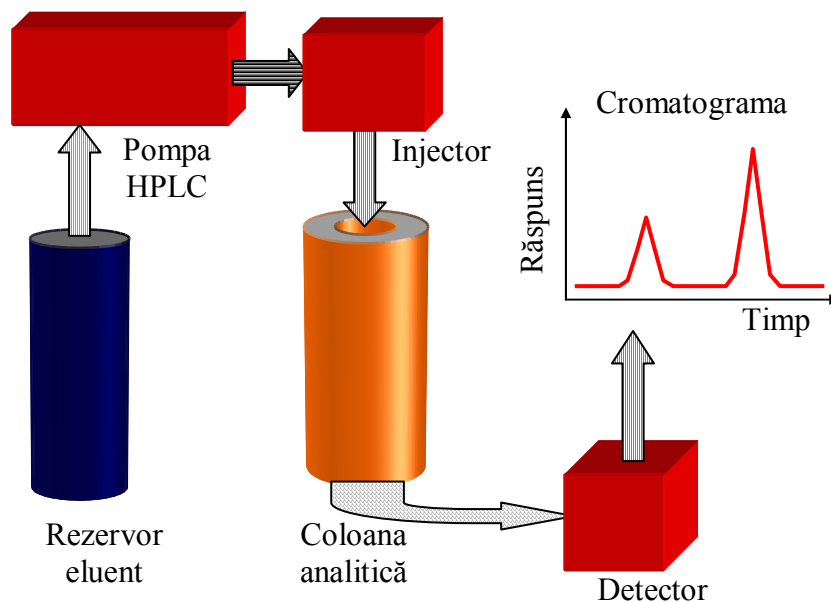 Pompa
HPLC
Injector
Cromatograma
Răspuns
Timp
Rezervor
eluent
Coloana
analitică
Detector